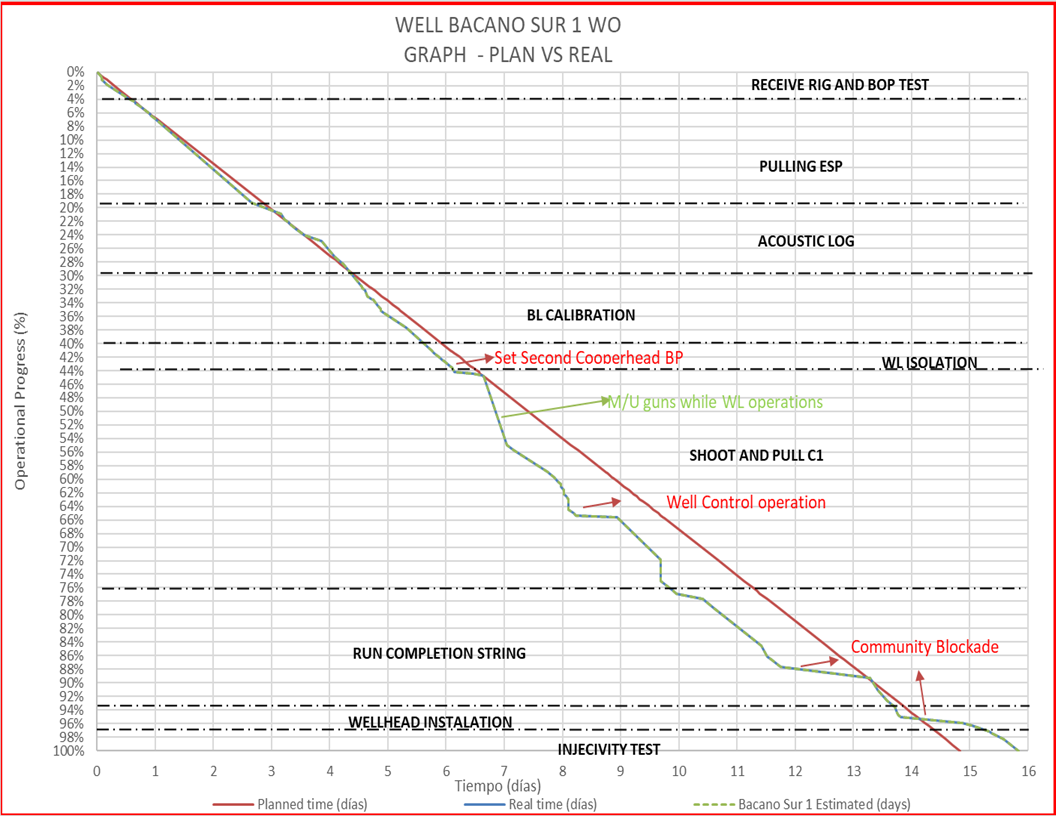 WELL BACANO SUR 1 WO
GRAPH - PLAN VS REAL
Operational Progress (%)
0%
2%
4%
6%
8%
10%
12%
14%
16%
18%
20%
22%
24%
26%
28%
30%
32%
34%
36%
38%
40%
42%
44%
46%
48%
50%
52%
54%
56%
58%
60%
62%
64%
66%
68%
70%
72%
74%
76%
78%
80%
82%
84%
86%
88%
90%
92%
94%
96%
98%
100%
RECEIVE RIG AND BOP TEST
PULLING ESP
ACOUSTIC LOG
BL CALIBRATION
Set Second Cooperhead BP
WL ISOLATION
M/U guns while WL operations
SHOOT AND PULL C1
Well Control operation
Community Blockade
RUN COMPLETION STRING
WELLHEAD INSTALATION
INJECIVITY TEST
0 1 2 3 4 5 6 7 8 9 10 11 12 13 14 15 16
Tiempo (días)
Planned time (días) Real time (días) Bacano Sur 1 Estimated (days)